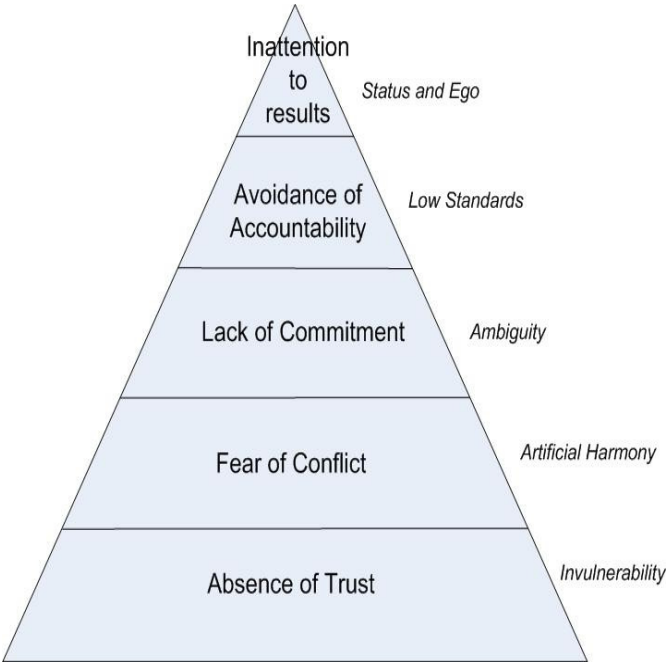 Inattention
to
results
Status and Ego
Avoidance of
Accountability
Low Standards
Lack of Commitment
Ambiguity
Fear of Conflict
Artificial Harmony
Absence of Trust
Invulnerability